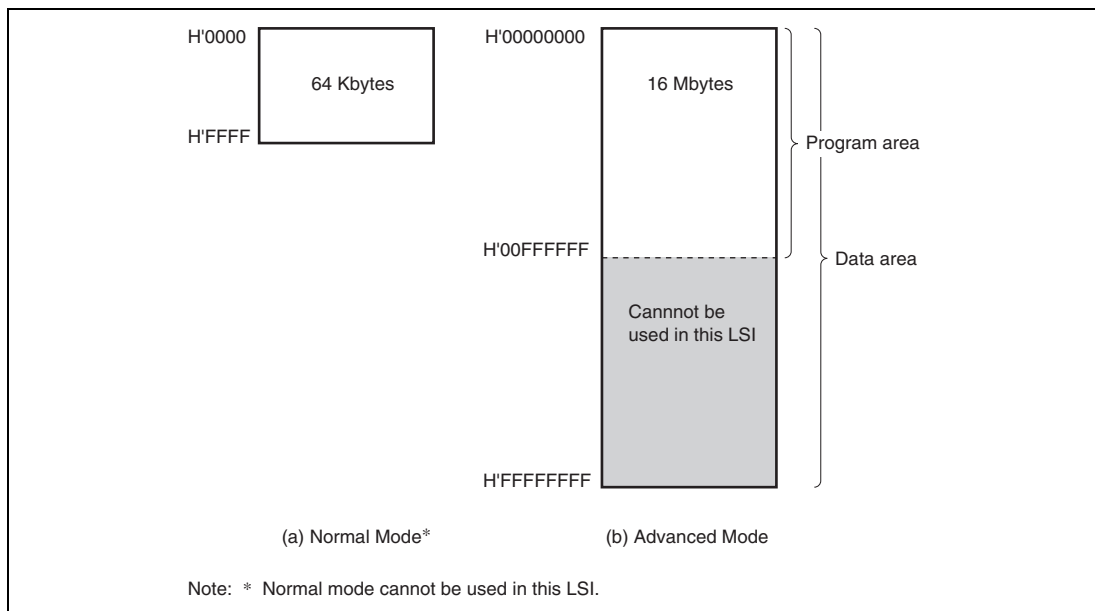 H'0000
64 Kbytes
H'FFFF
(a) Normal Mode*
H'00000000
16 Mbytes
H'00FFFFFF
Cannnot be
used in this LSI
H'FFFFFFFF
Program area
Data area
(b) Advanced Mode
Note: * Normal mode cannot be used in this LSI.